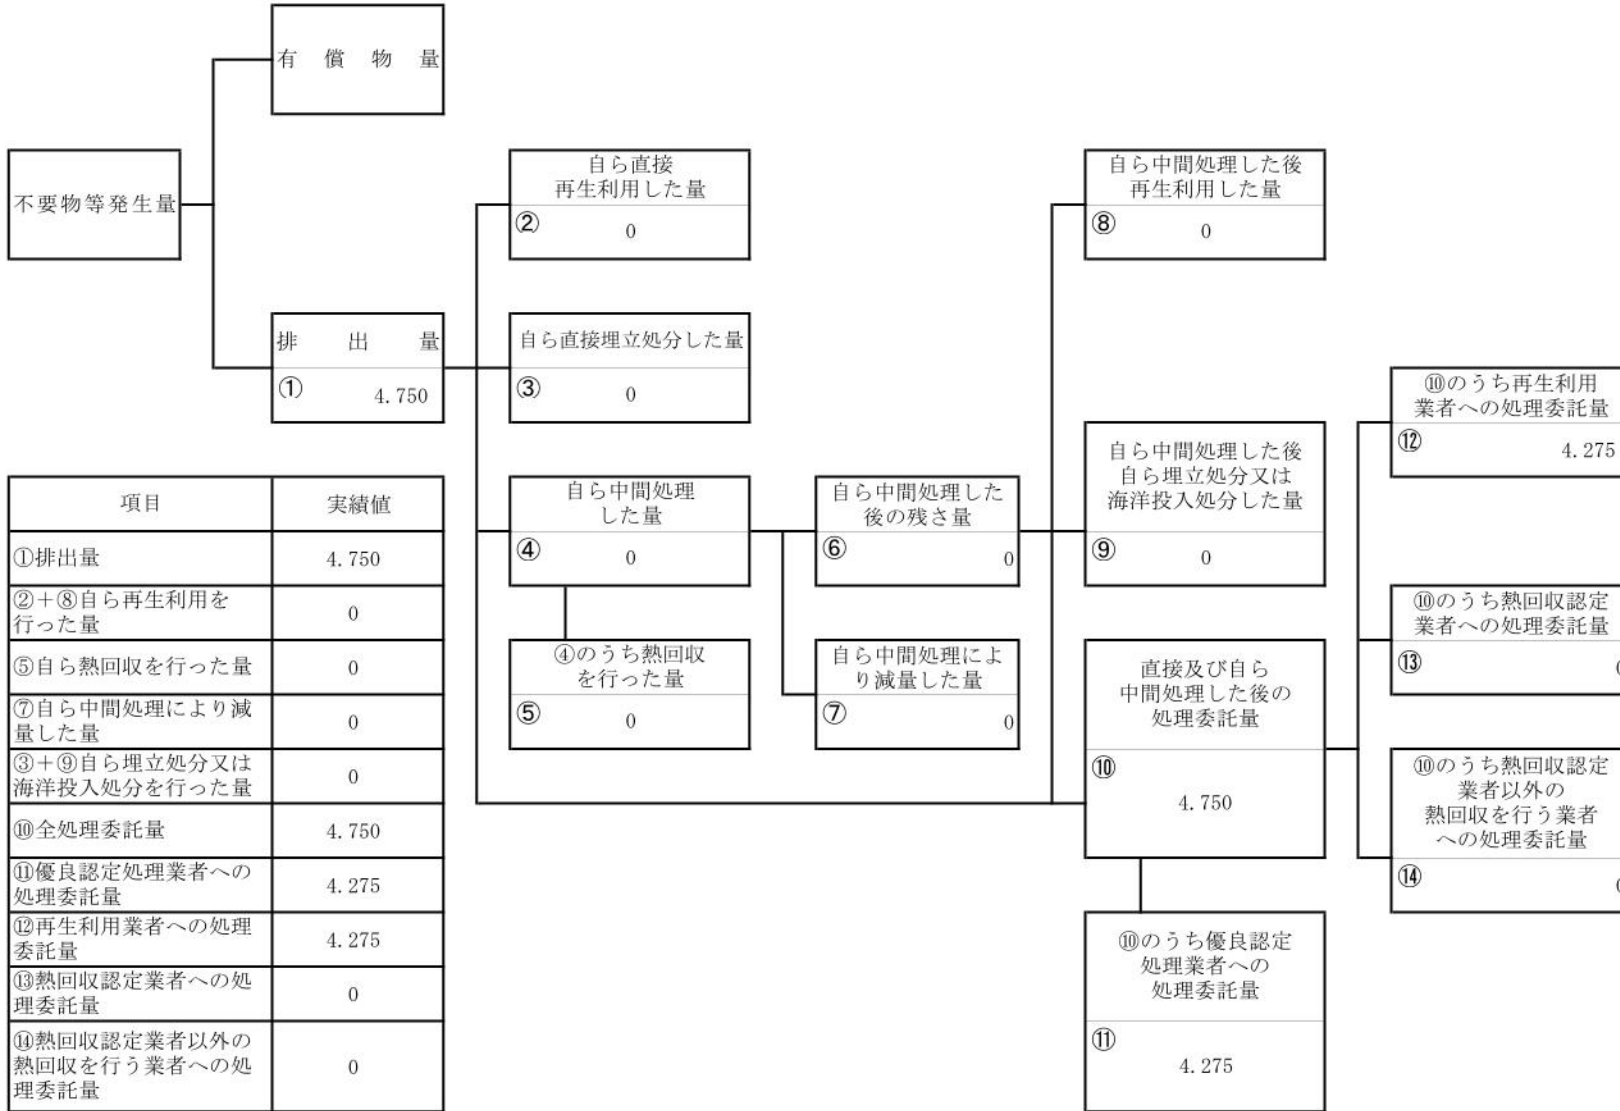 有償物量
不要物等発生量
排出量
① 4.750
自ら直接
再生利用した量
② 0
自ら直接埋立処分した量
③ 0
自ら中間処理
した量
④ 0
④のうち熱回収
を行った量
⑤ 0
自ら中間処理した
後の残さ量
⑥ 0
自ら中間処理によ
り減量した量
⑦ 0
自ら中間処理した後
再生利用した量
⑧ 0
自ら中間処理した後
自ら埋立処分又は
海洋投入処分した量
⑨ 0
直接及び自ら
中間処理した後の
処理委託量
⑩
4.750
⑩のうち優良認定
処理業者への
処理委託量
⑪
4.275
⑩のうち再生利用
業者への処理委託量
⑫ 4.275
⑩のうち熱回収認定
業者への処理委託量
⑬ 0
⑩のうち熱回収認定
業者以外の
熱回収を行う業者
への処理委託量
⑭ 0
項目 実績値
①排出量 4.750
②+⑧自ら再生利用を
行った量 0
⑤自ら熱回収を行った量 0
⑦自ら中間処理により減
量した量 0
③+⑨自ら埋立処分又は
海洋投入処分を行った量 0
⑩全処理委託量 4.750
⑪優良認定処理業者への
処理委託量 4.275
⑫再生利用業者への処理
委託量 4.275
⑬熱回収認定業者への処
理委託量 0
⑭熱回収認定業者以外の
熱回収を行う業者への処
理委託量 0